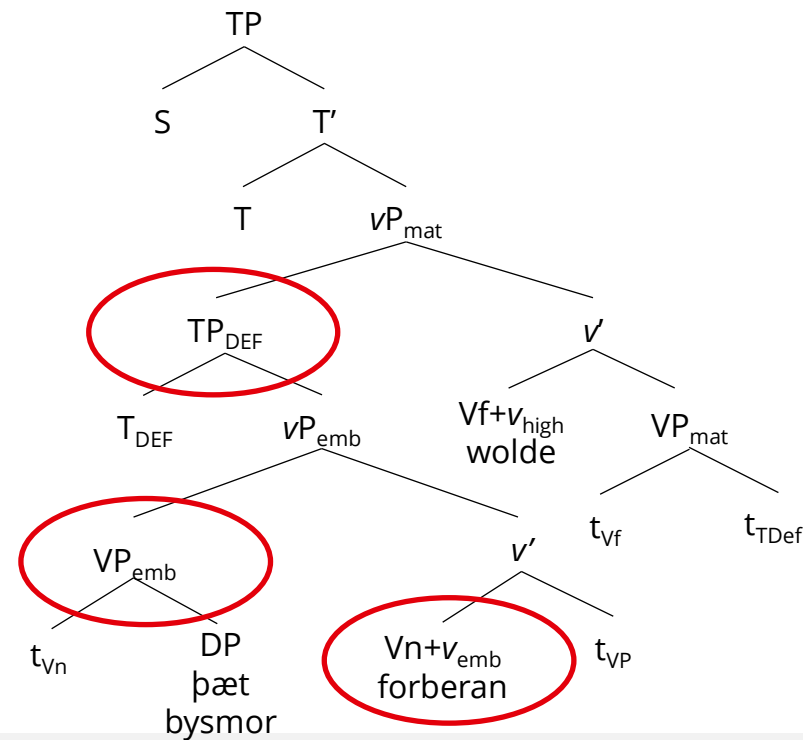 TP
S T’
T vPmat
TPDEF v’
TDEF vPemb Vf+vhigh VPmat
wolde
VPemb v’ tVf tTDef
tVn DP Vn+vemb tVP
þæt forberan
bysmor